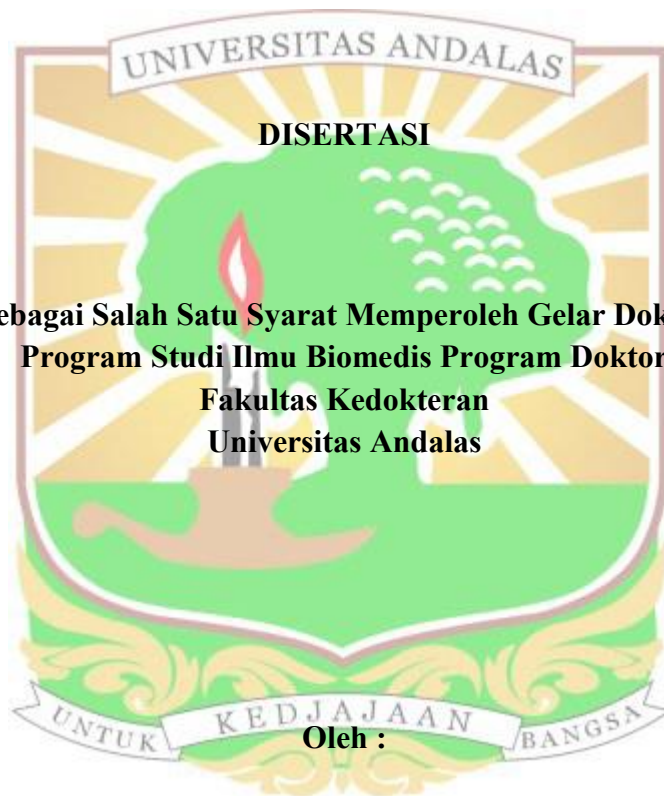 UNIVERSITAS ANDALAS
DISERTASI
ebagai Salah Satu Syarat Memperoleh Gelar Dok
Program Studi Ilmu Biomedis Program Doktor
Fakultas Kedokteran
Universitas Andalas
UNTUK KEDJAJAAN BANGSA
Oleh :